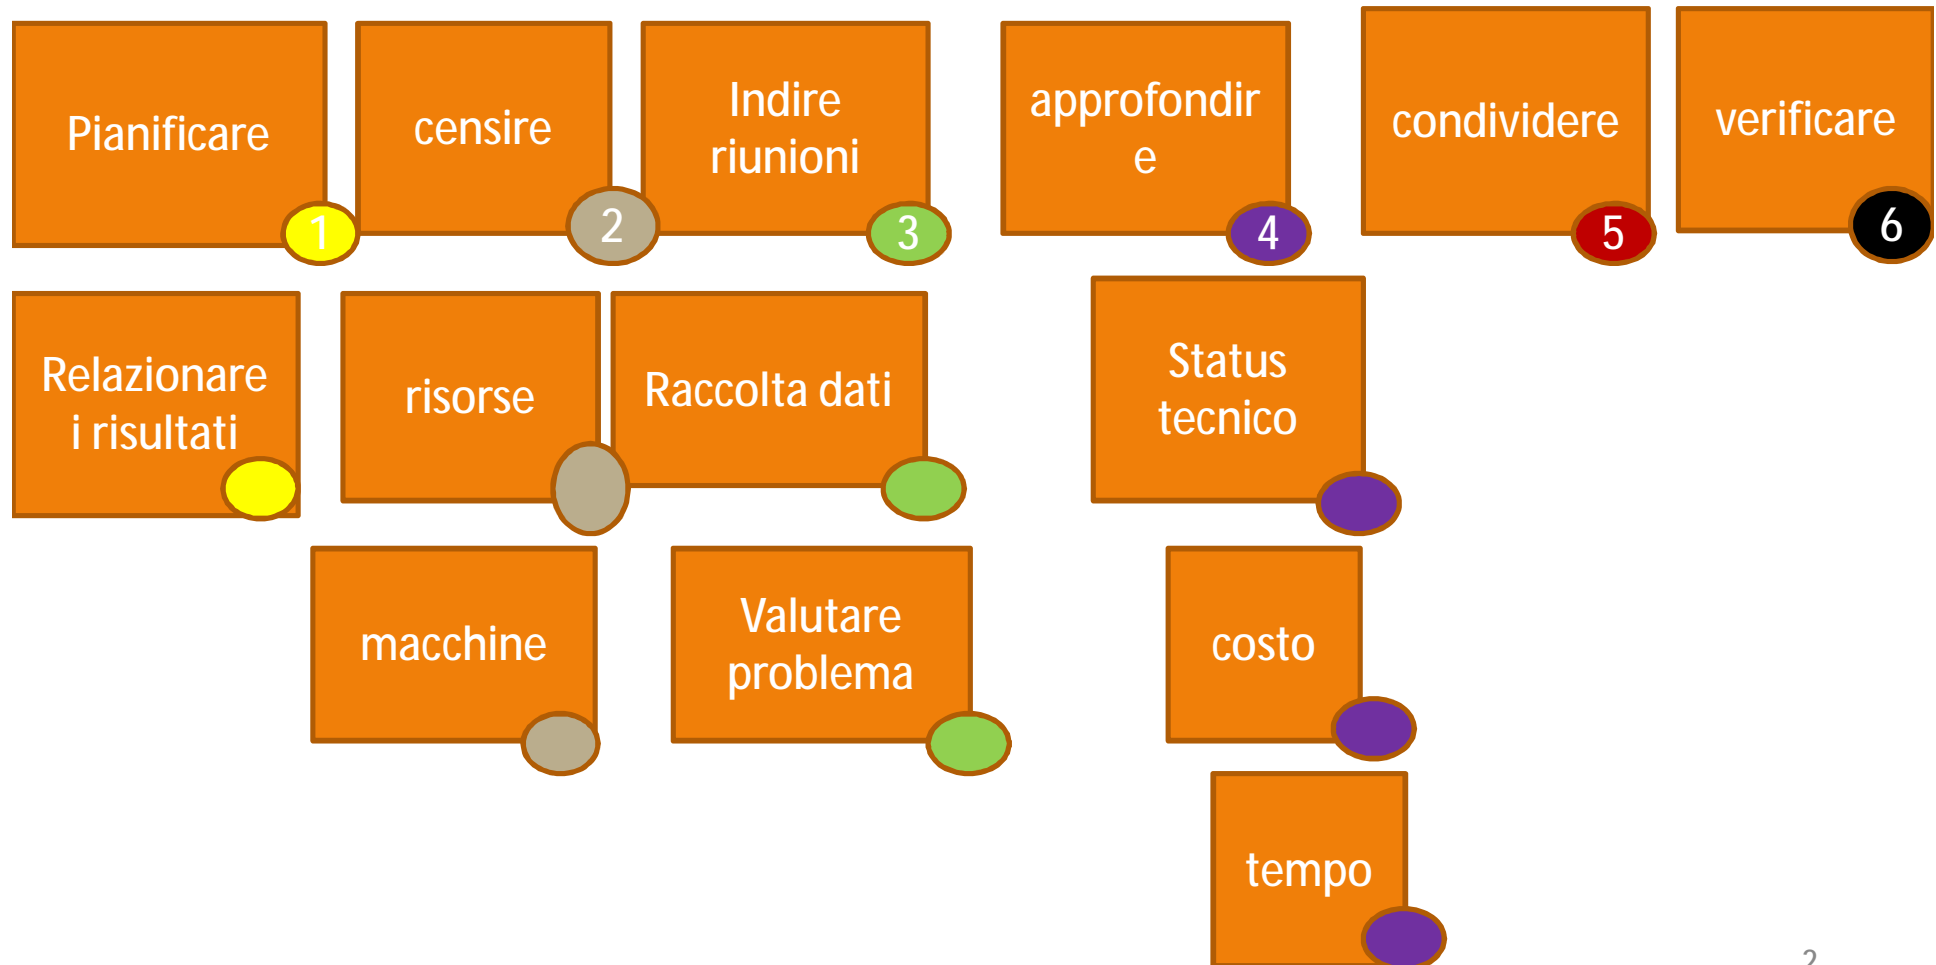 Pianificare
1
censire
2
Indire
riunioni
3
approfondir
e
4
condividere
5
verificare
6
Relazionare
i risultati
risorse
Raccolta dati
Status
tecnico
macchine
Valutare
problema
costo
tempo
2